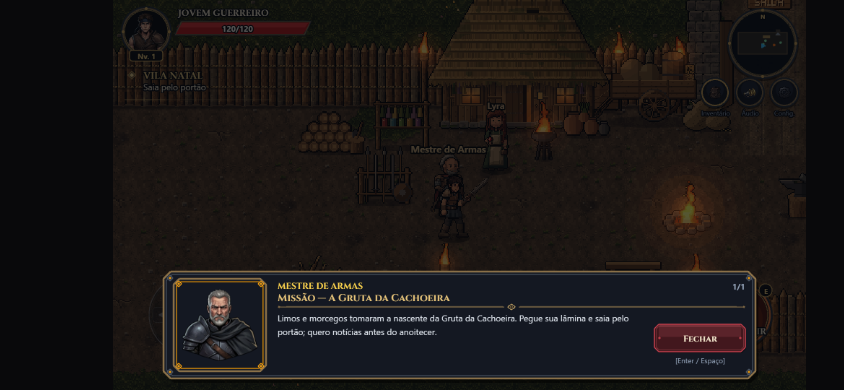 SAÍDA
JOVEM GUERREIRO
N
120/120
Nv. 1
VILA NATAL
Saia pelo portão
Lyra
Mestre de Armas
MESTRE DE ARMAS
1/1
MISSÃO — A GRUTA DA CACHOEIRA
Limos e morcegos tomaram a nascente da Gruta da Cachoeira. Pegue sua lâmina e saia pelo
portão; quero notícias antes do anoitecer.
E
FECHAR
[Enter / Espaço]